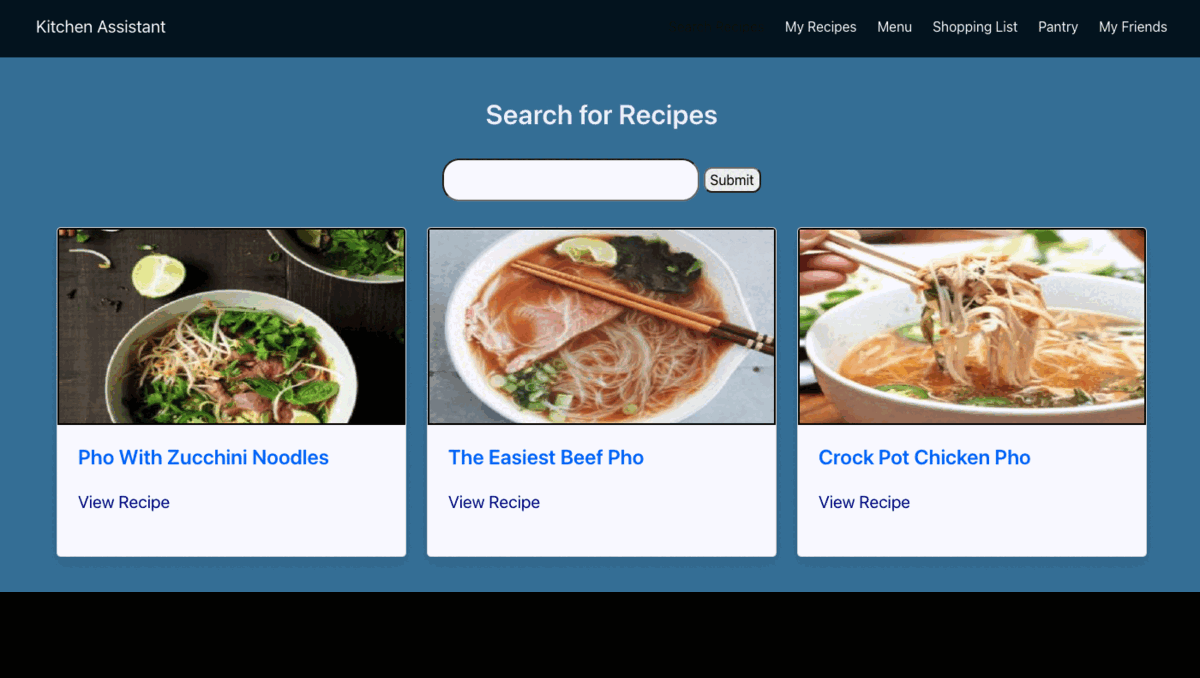 Kitchen Assistant
My Recipes Menu Shopping List Pantry My Friends
Search for Recipes
Submit
Pho With Zucchini Noodles
View Recipe
The Easiest Beef Pho
View Recipe
Crock Pot Chicken Pho
View Recipe